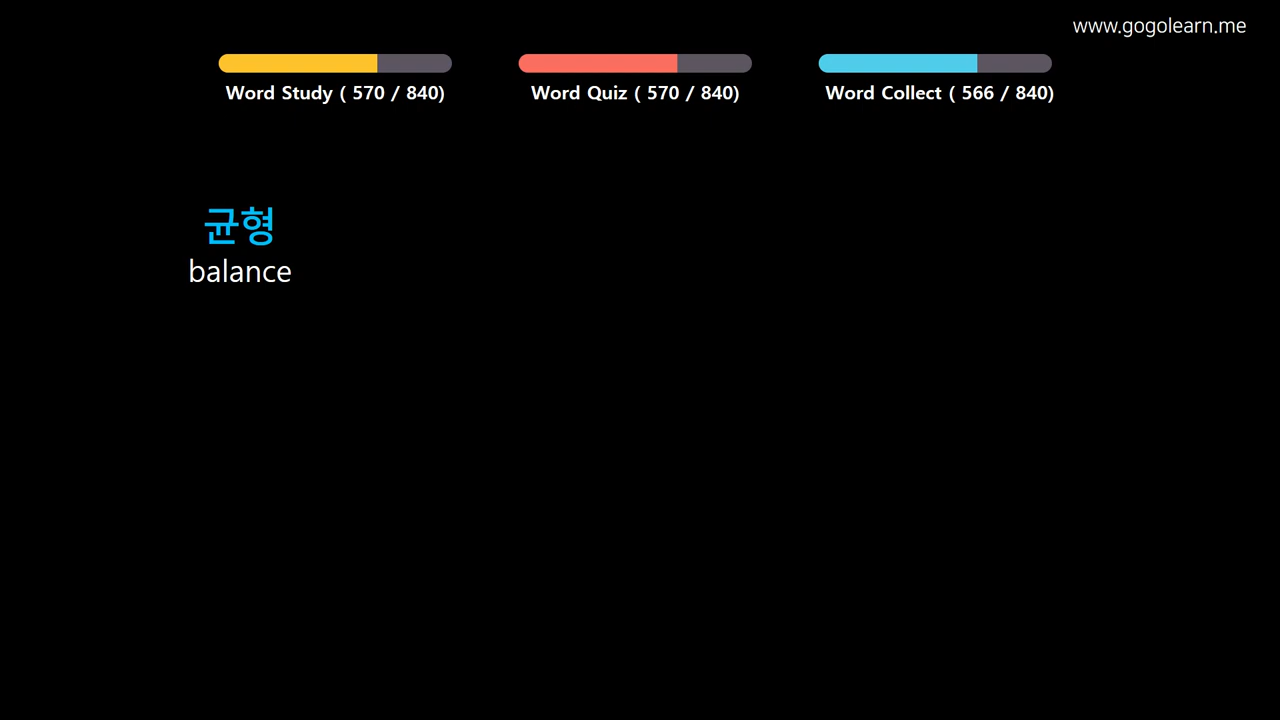 www.gogolearn.me
Word Study ( 570 / 840)
Word Quiz ( 570 / 840)
Word Collect ( 566 / 840)
균형
balance